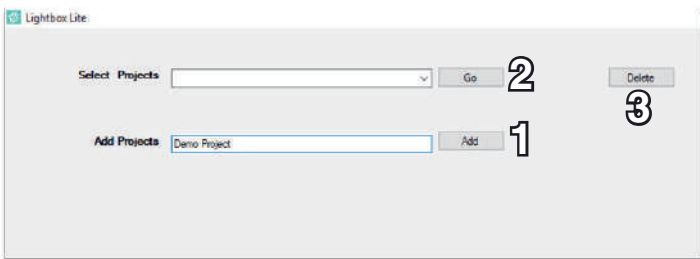 Lightbox Lite
Select Projects Go 2 Delete
3
Add Projects Demo Project Add 1